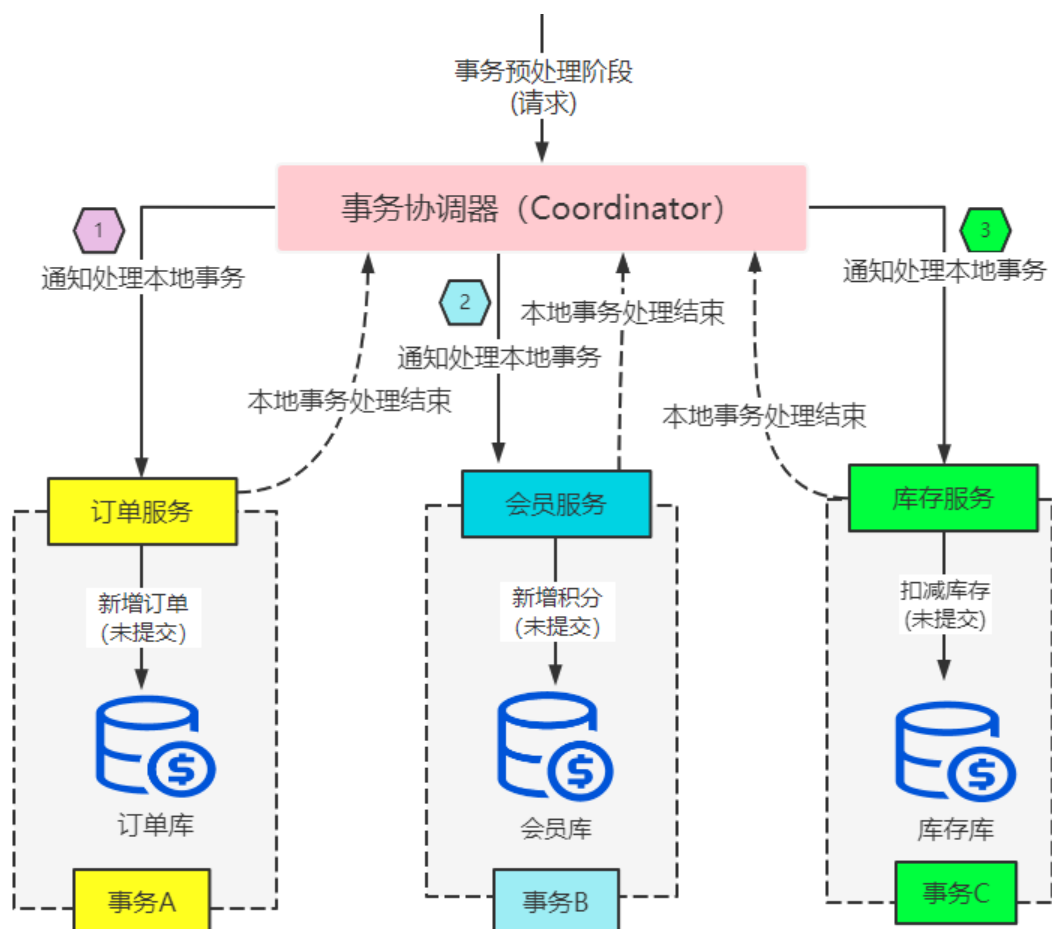 事务预处理阶段
(请求)
事务协调器（Coordinator）
1
通知处理本地事务
2
通知处理本地事务
3
通知处理本地事务
本地事务处理结束
本地事务处理结束
本地事务处理结束
订单服务
会员服务
库存服务
新增订单
(未提交)
新增积分
(未提交)
扣减库存
(未提交)
$
$
$
订单库
会员库
库存库
事务A
事务B
事务C